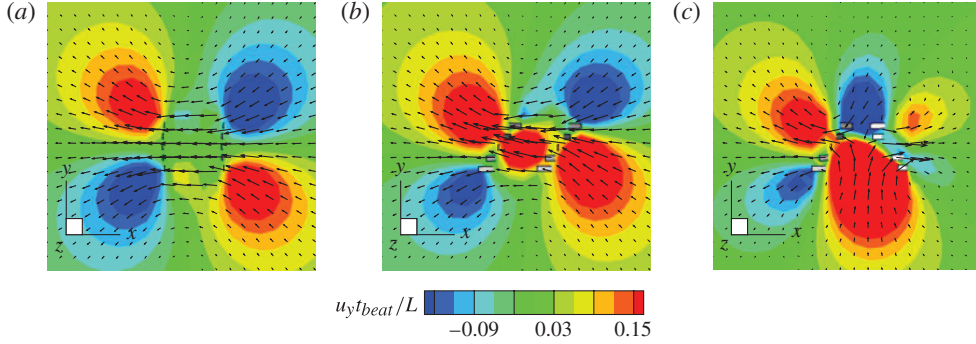 (a) (b) (c)
y y y
z x z x z x
u_y t_beat/L
−0.09 0.03 0.15